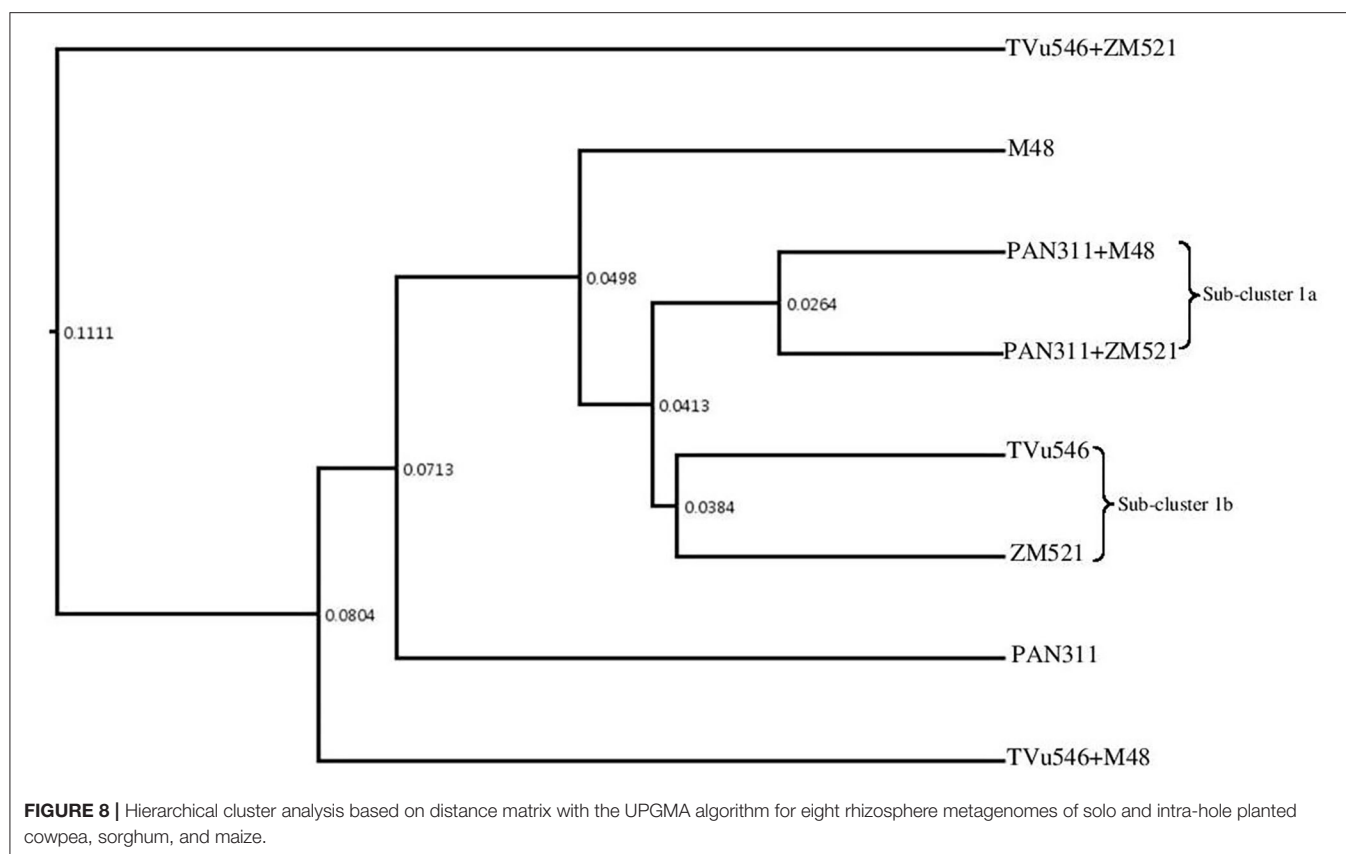 TVu546+ZM521
M48
PAN311+M48
0.0498
Sub-cluster 1a
0.0264
0.1111
PAN311+ZM521
0.0413
TVu546
0.0713
Sub-cluster 1b
0.0384
ZM521
0.0804
PAN311
TVu546+M48
FIGURE 8 | Hierarchical cluster analysis based on distance matrix with the UPGMA algorithm for eight rhizosphere metagenomes of solo and intra-hole planted
cowpea, sorghum, and maize.